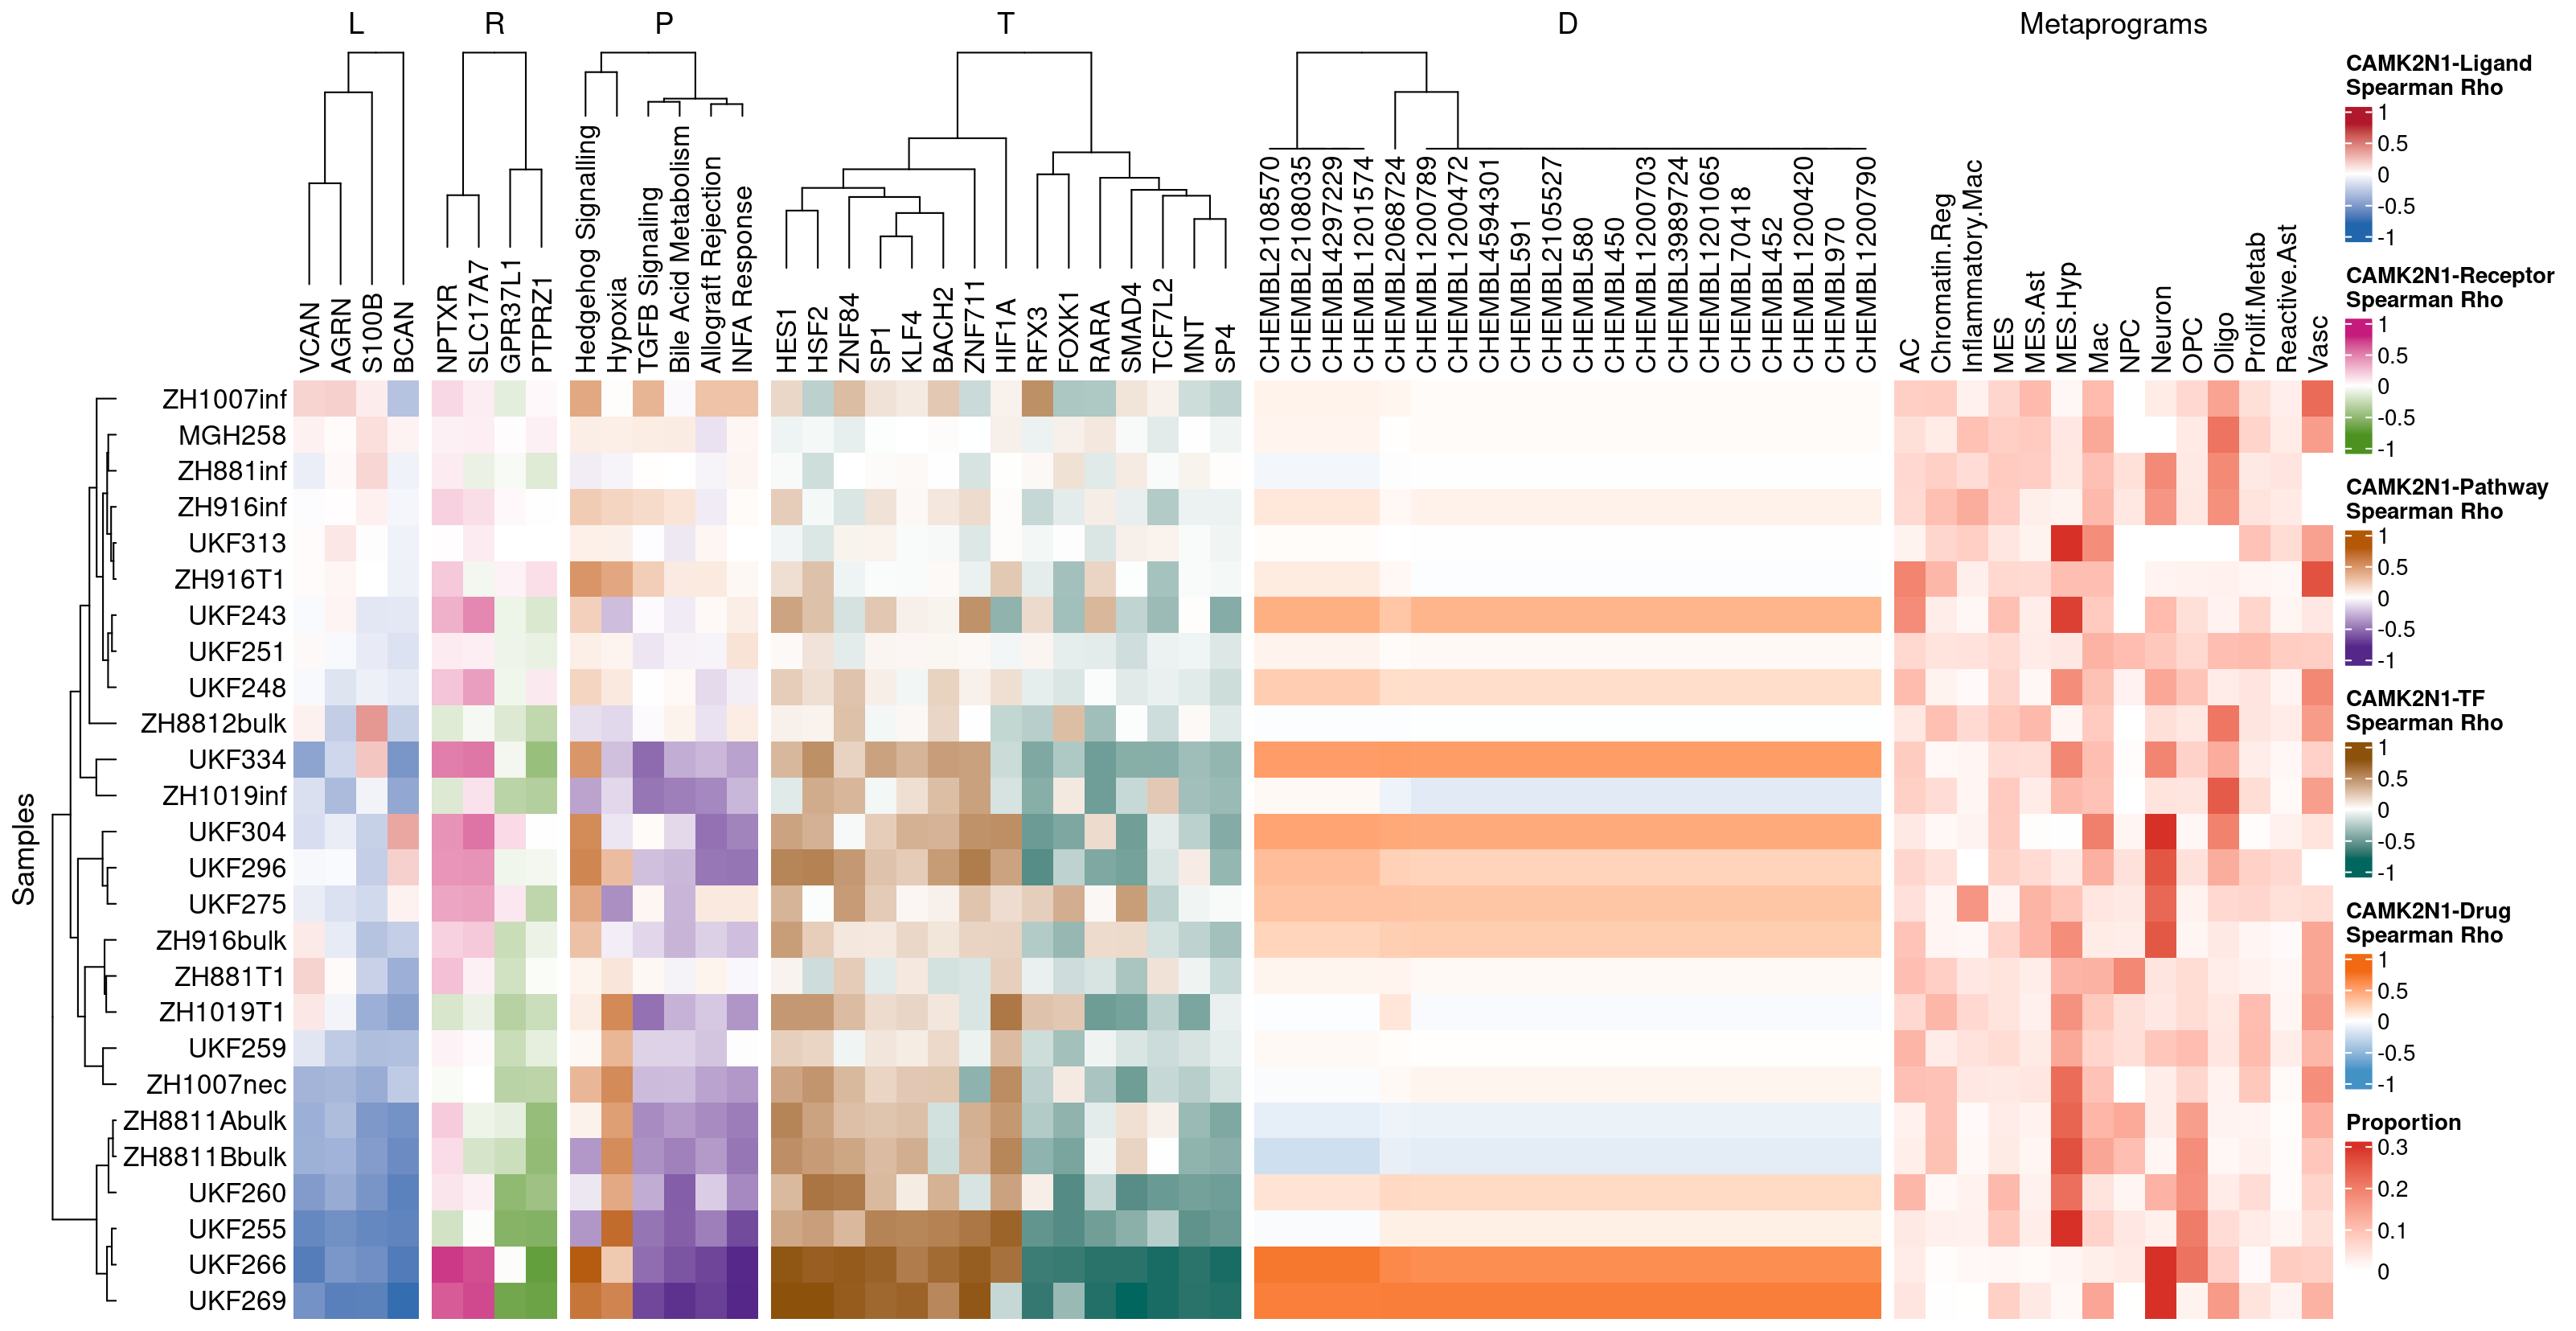 L
R
P
T
D
Metaprograms
VCAN
AGRN
S100B
BCAN
NPTXR
SLC17A7
GPR37L1
PTPRZ1
Hedgehog Signalling
Hypoxia
TGFB Signaling
Bile Acid Metabolism
Allograft Rejection
INFA Response
HES1
HSF2
ZNF84
SP1
KLF4
BACH2
ZNF711
HIF1A
RFX3
FOXK1
RARA
SMAD4
TCF7L2
MNT
SP4
CHEMBL2108570
CHEMBL2108035
CHEMBL4297229
CHEMBL1201574
CHEMBL2068724
CHEMBL1200789
CHEMBL1200472
CHEMBL4594301
CHEMBL591
CHEMBL2105527
CHEMBL580
CHEMBL450
CHEMBL1200703
CHEMBL3989724
CHEMBL1201065
CHEMBL70418
CHEMBL452
CHEMBL1200420
CHEMBL970
CHEMBL1200790
AC
Chromatin.Reg
Inflammatory.Mac
MES
MES.Ast
MES.Hyp
Mac
NPC
Neuron
OPC
Oligo
Prolif.Metab
Reactive.Ast
Vasc
Samples
ZH1007inf
MGH258
ZH881inf
ZH916inf
UKF313
ZH916T1
UKF243
UKF251
UKF248
ZH8812bulk
UKF334
ZH1019inf
UKF304
UKF296
UKF275
ZH916bulk
ZH881T1
ZH1019T1
UKF259
ZH1007nec
ZH8811Abulk
ZH8811Bbulk
UKF260
UKF255
UKF266
UKF269
CAMK2N1-Ligand
Spearman Rho
1
0.5
0
-0.5
-1
CAMK2N1-Receptor
Spearman Rho
1
0.5
0
-0.5
-1
CAMK2N1-Pathway
Spearman Rho
1
0.5
0
-0.5
-1
CAMK2N1-TF
Spearman Rho
1
0.5
0
-0.5
-1
CAMK2N1-Drug
Spearman Rho
1
0.5
0
-0.5
-1
Proportion
0.3
0.2
0.1
0